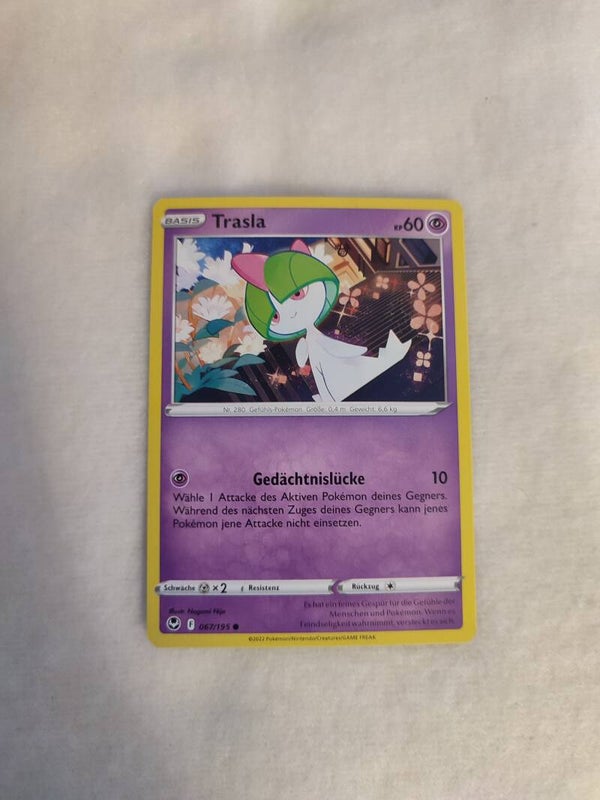 BASIS Trasla KP60
Nr. 280 Gefühls-Pokémon Größe: 0,4 m Gewicht: 6,6 kg
Gedächtnislücke 10
Wähle 1 Attacke des Aktiven Pokémon deines Gegners.
Während des nächsten Zuges deines Gegners kann jenes
Pokémon jene Attacke nicht einsetzen.
Schwäche ×2 Resistenz Rückzug
Illustr. Nagomi Nijo
Es hat ein feines Gespür für die Gefühle der
Menschen und Pokémon. Wenn es
Feindseligkeit wahrnimmt, versteckt es sich.
F 067/195
©2022 Pokémon/Nintendo/Creatures/GAME FREAK